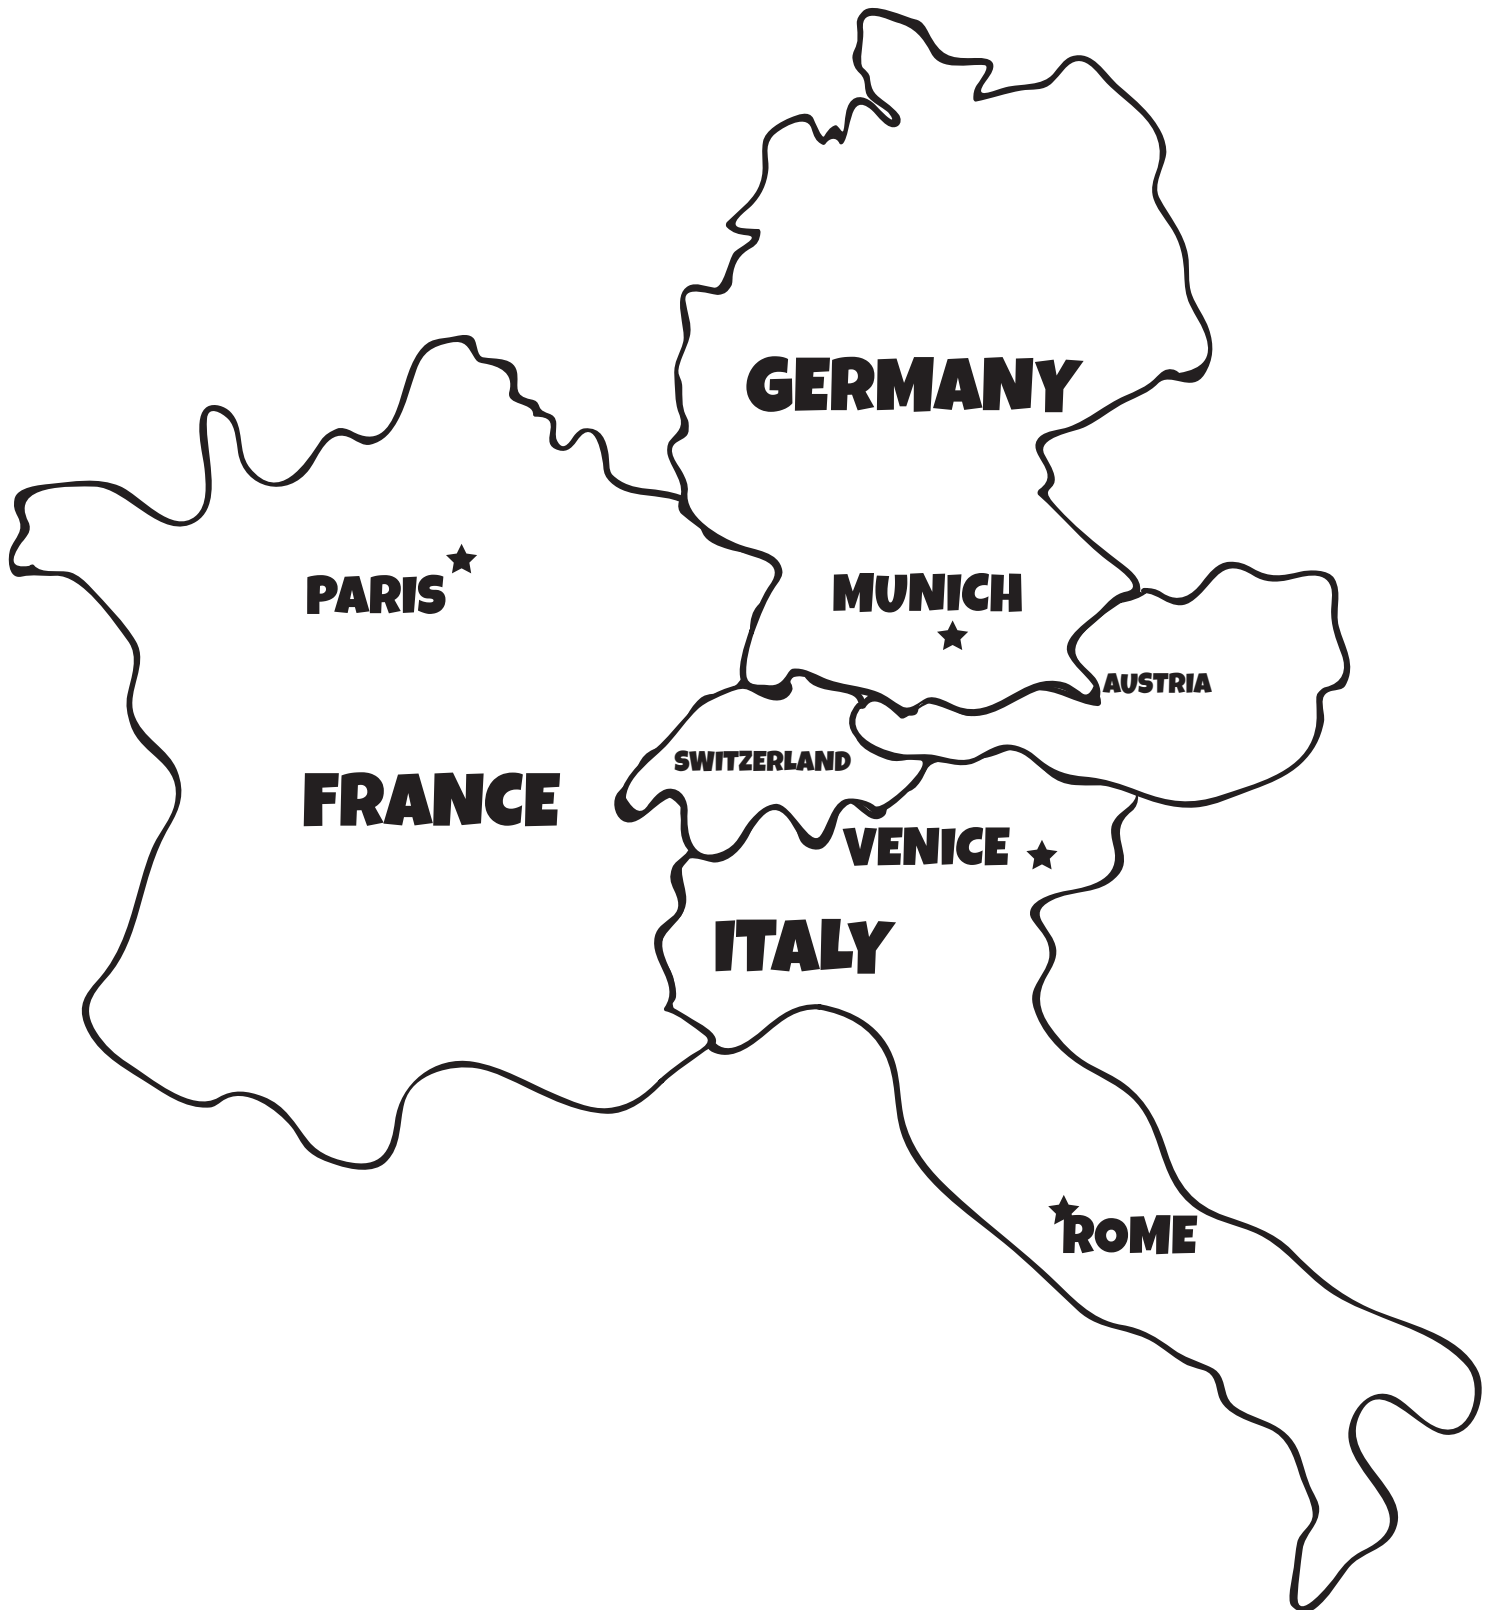 GERMANY
PARIS
MUNICH
AUSTRIA
SWITZERLAND
FRANCE
VENICE
ITALY
ROME